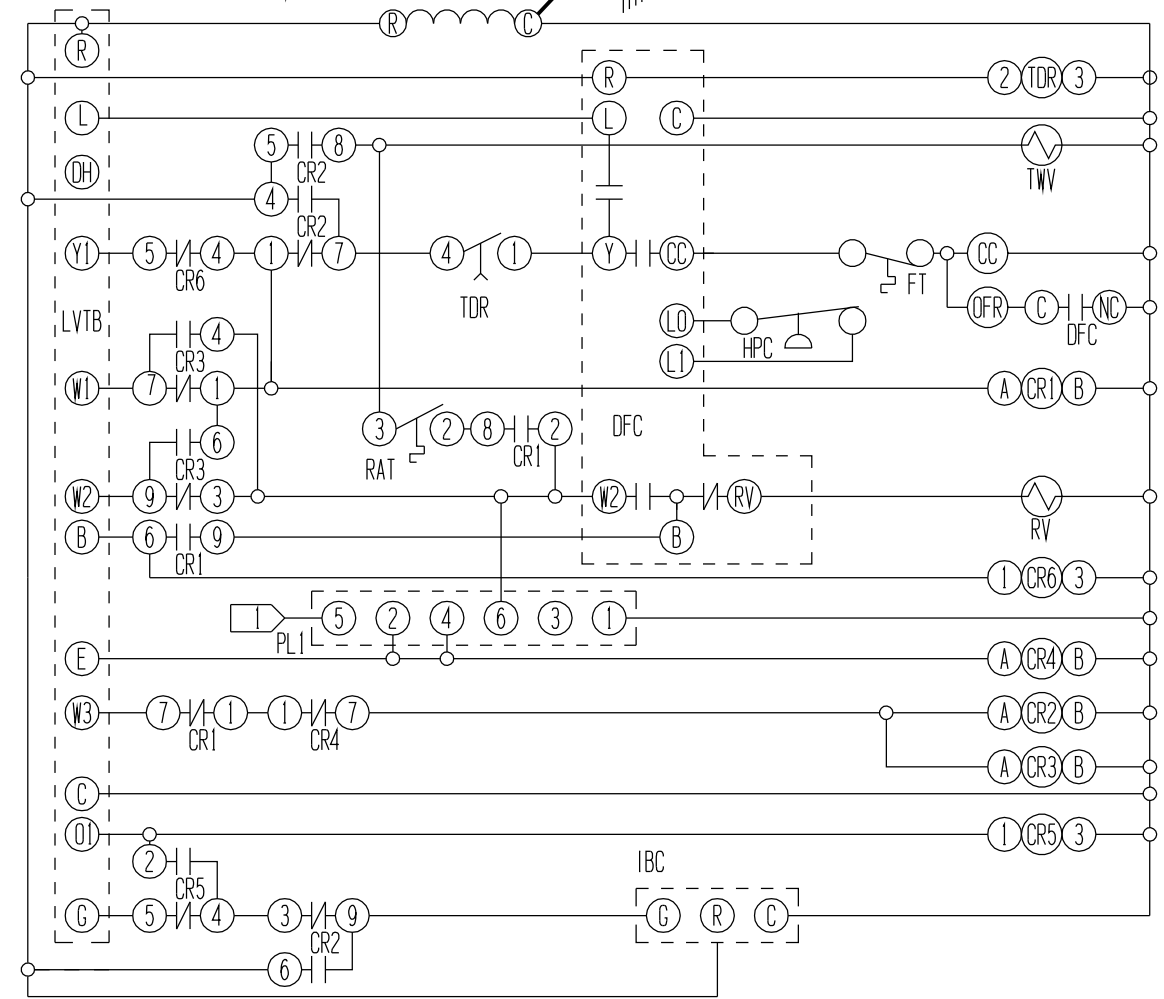 R C
R
R 2 TDR 3
L L C
5 8
CR2 TWV
DH
4
CR2
Y1 5 4 1 7 4 1 Y CC CC
CR6 TDR FT
OFR C NC
DFC
LVTB 4 LO
CR3 HPC
L1
W1 7 1 A CR1 B
3 2 8 2 DFC
6 CR1
CR3 RAT
W2 9 3 W2 RV
RV
B 6 9 B
CR1
1 CR6 3
1 5 2 4 6 3 1
PL1
E A CR4 B
W3 7 1 1 7 A CR2 B
CR1 CR4
A CR3 B
C
O1 1 CR5 3
2 IBC
CR5
G 5 4 3 9 G R C
CR2
6